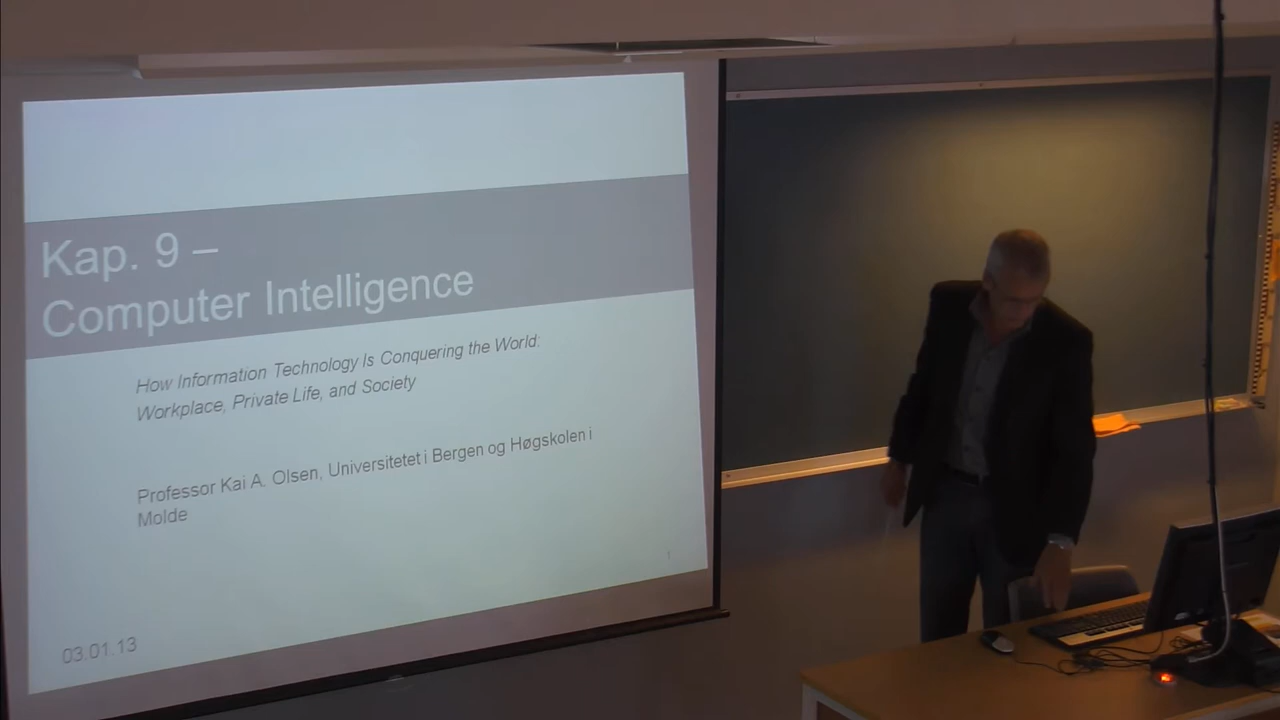 Kap. 9 –
Computer Intelligence
How Information Technology Is Conquering the World:
Workplace, Private Life, and Society
Professor Kai A. Olsen, Universitetet i Bergen og Høgskolen i
Molde
1
03.01.13